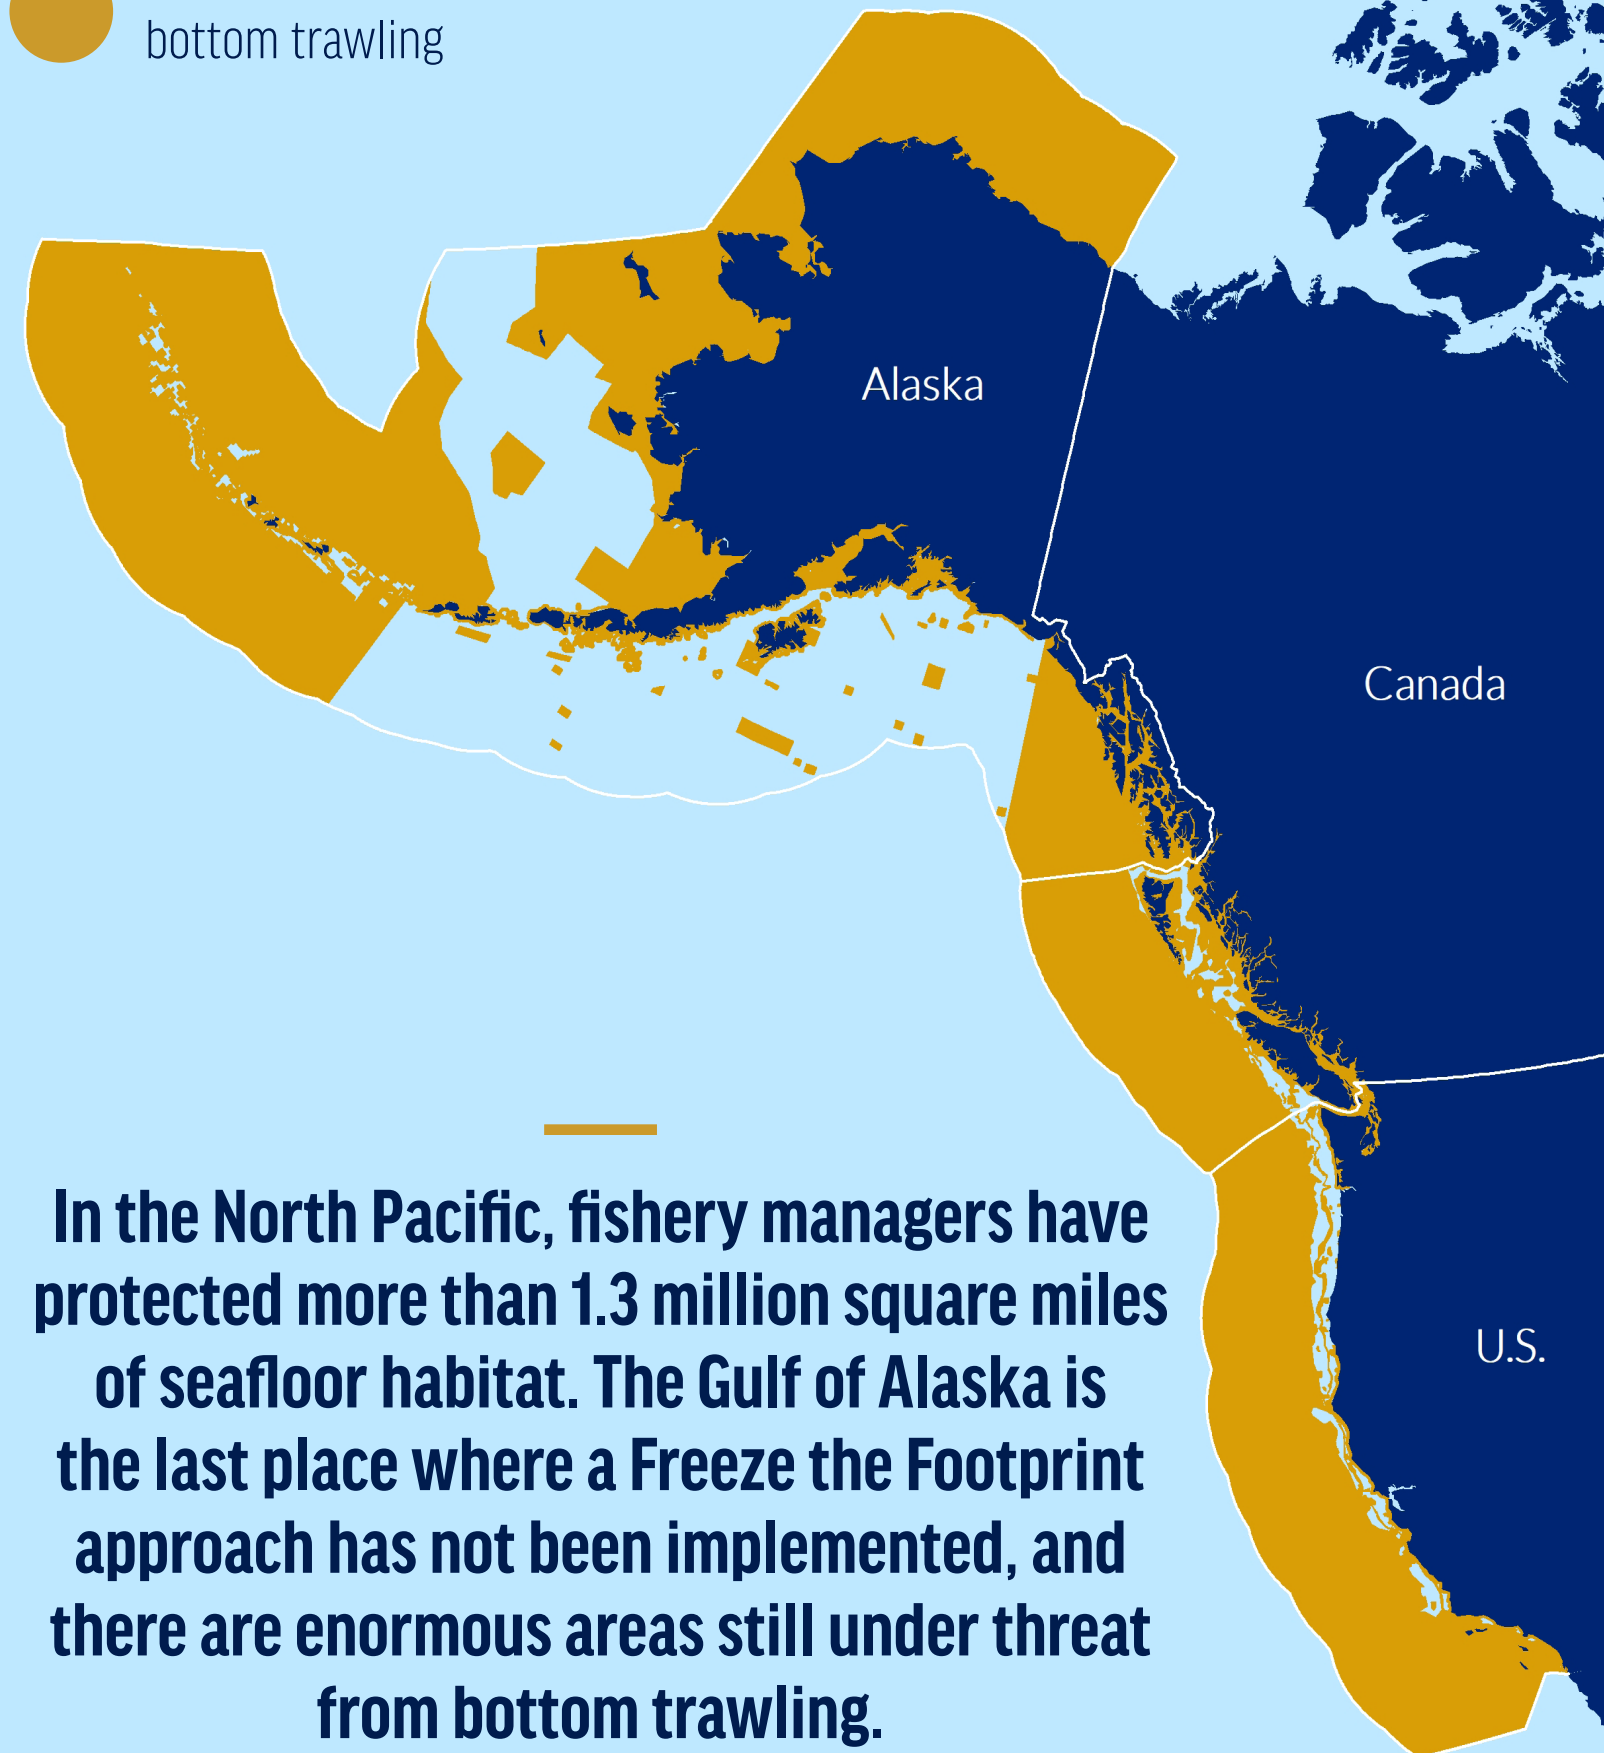 bottom trawling
Alaska
Canada
U.S.
In the North Pacific, fishery managers have
protected more than 1.3 million square miles
of seafloor habitat. The Gulf of Alaska is
the last place where a Freeze the Footprint
approach has not been implemented, and
there are enormous areas still under threat
from bottom trawling.